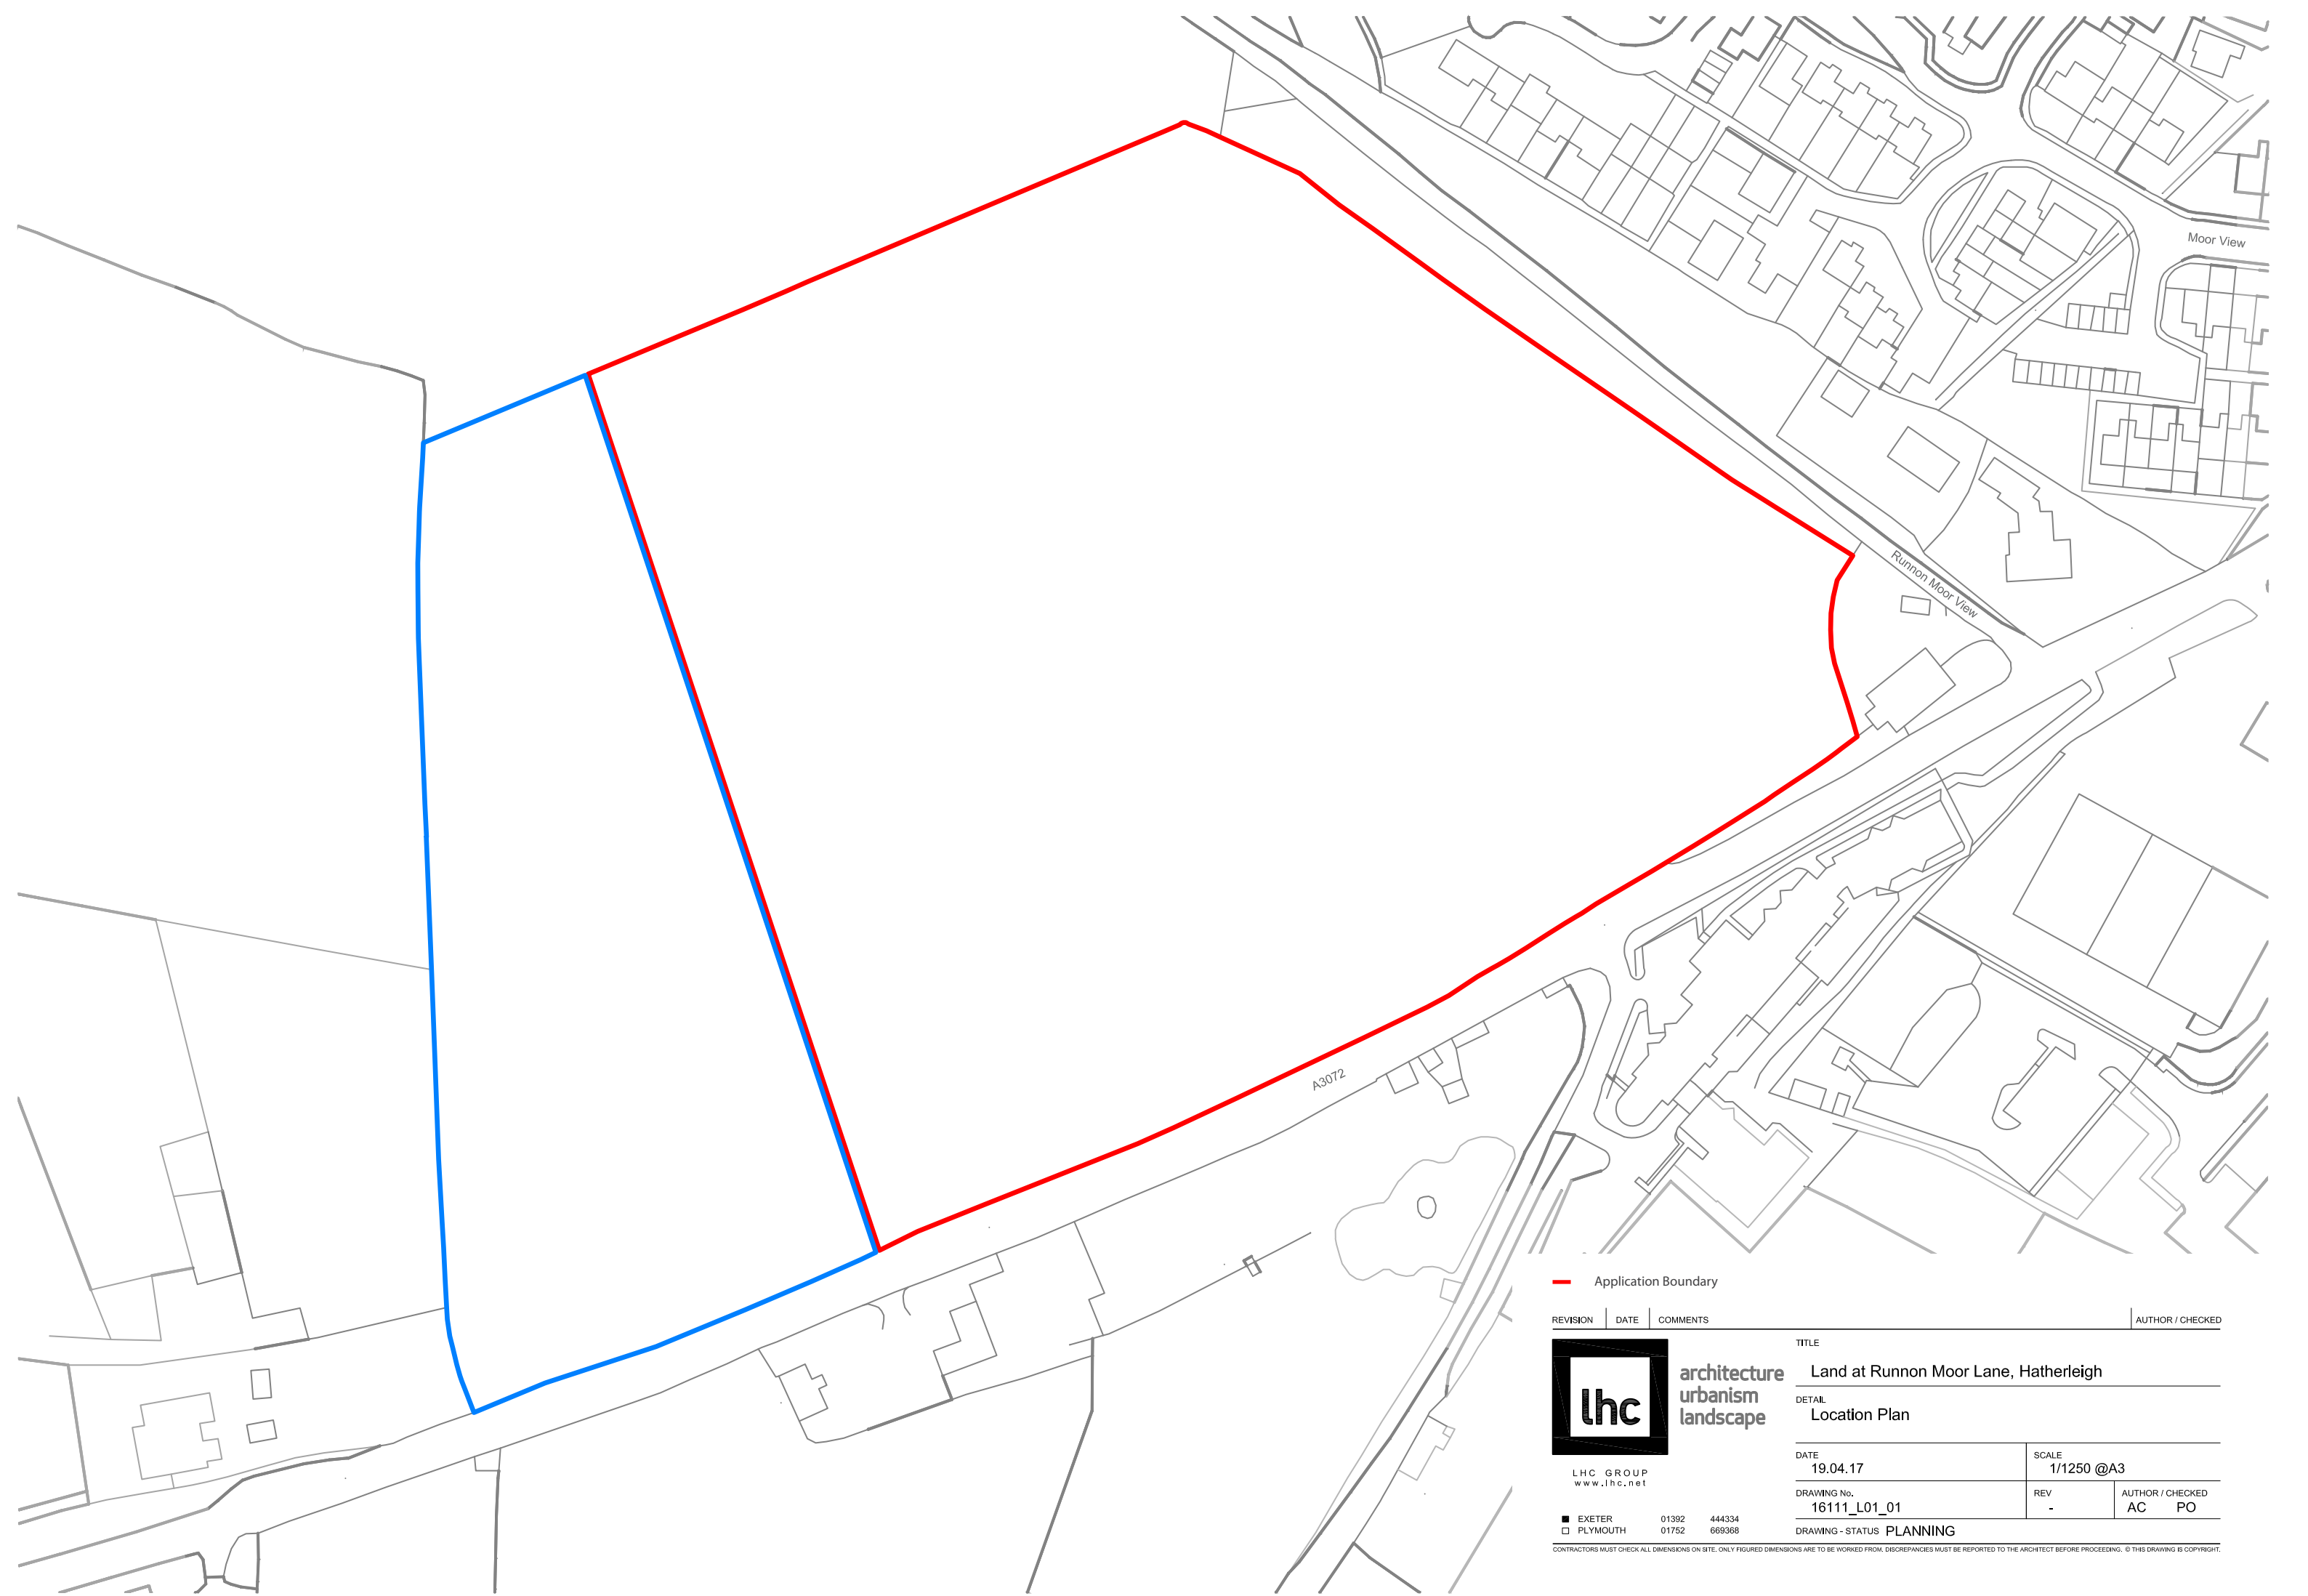 Moor View
Runnon Moor View
A3072
Application Boundary
REVISION DATE COMMENTS AUTHOR / CHECKED
lhc
architecture
urbanism
landscape
LHC GROUP
www.lhc.net
EXETER 01392 444334
PLYMOUTH 01752 669368
TITLE
Land at Runnon Moor Lane, Hatherleigh
DETAIL
Location Plan
DATE SCALE
19.04.17 1/1250 @A3
DRAWING No. REV AUTHOR / CHECKED
16111_L01_01 - AC PO
DRAWING - STATUS PLANNING
CONTRACTORS MUST CHECK ALL DIMENSIONS ON SITE. ONLY FIGURED DIMENSIONS ARE TO BE WORKED FROM. DISCREPANCIES MUST BE REPORTED TO THE ARCHITECT BEFORE PROCEEDING. © THIS DRAWING IS COPYRIGHT.